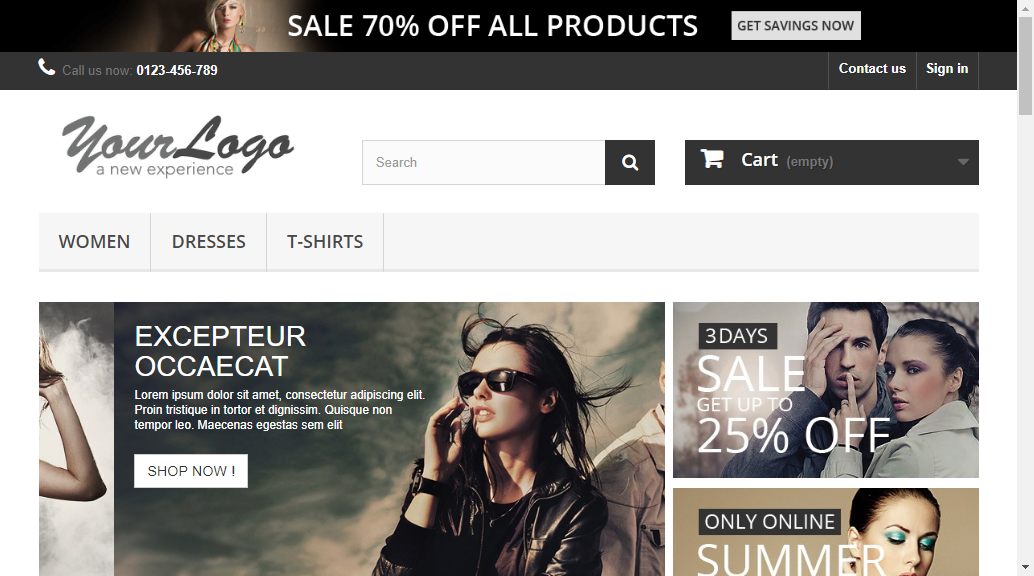 SALE 70% OFF ALL PRODUCTS
GET SAVINGS NOW
Call us now: 0123-456-789
Contact us
Sign in
YourLogo
a new experience
Search
Cart (empty)
WOMEN
DRESSES
T-SHIRTS
EXCEPTEUR
OCCAECAT
Lorem ipsum dolor sit amet, consectetur adipiscing elit.
Proin tristique in tortor et dignissim. Quisque non
tempor leo. Maecenas egestas sem elit
SHOP NOW !
3 DAYS
SALE
GET UP TO
25% OFF
ONLY ONLINE
SUMMER